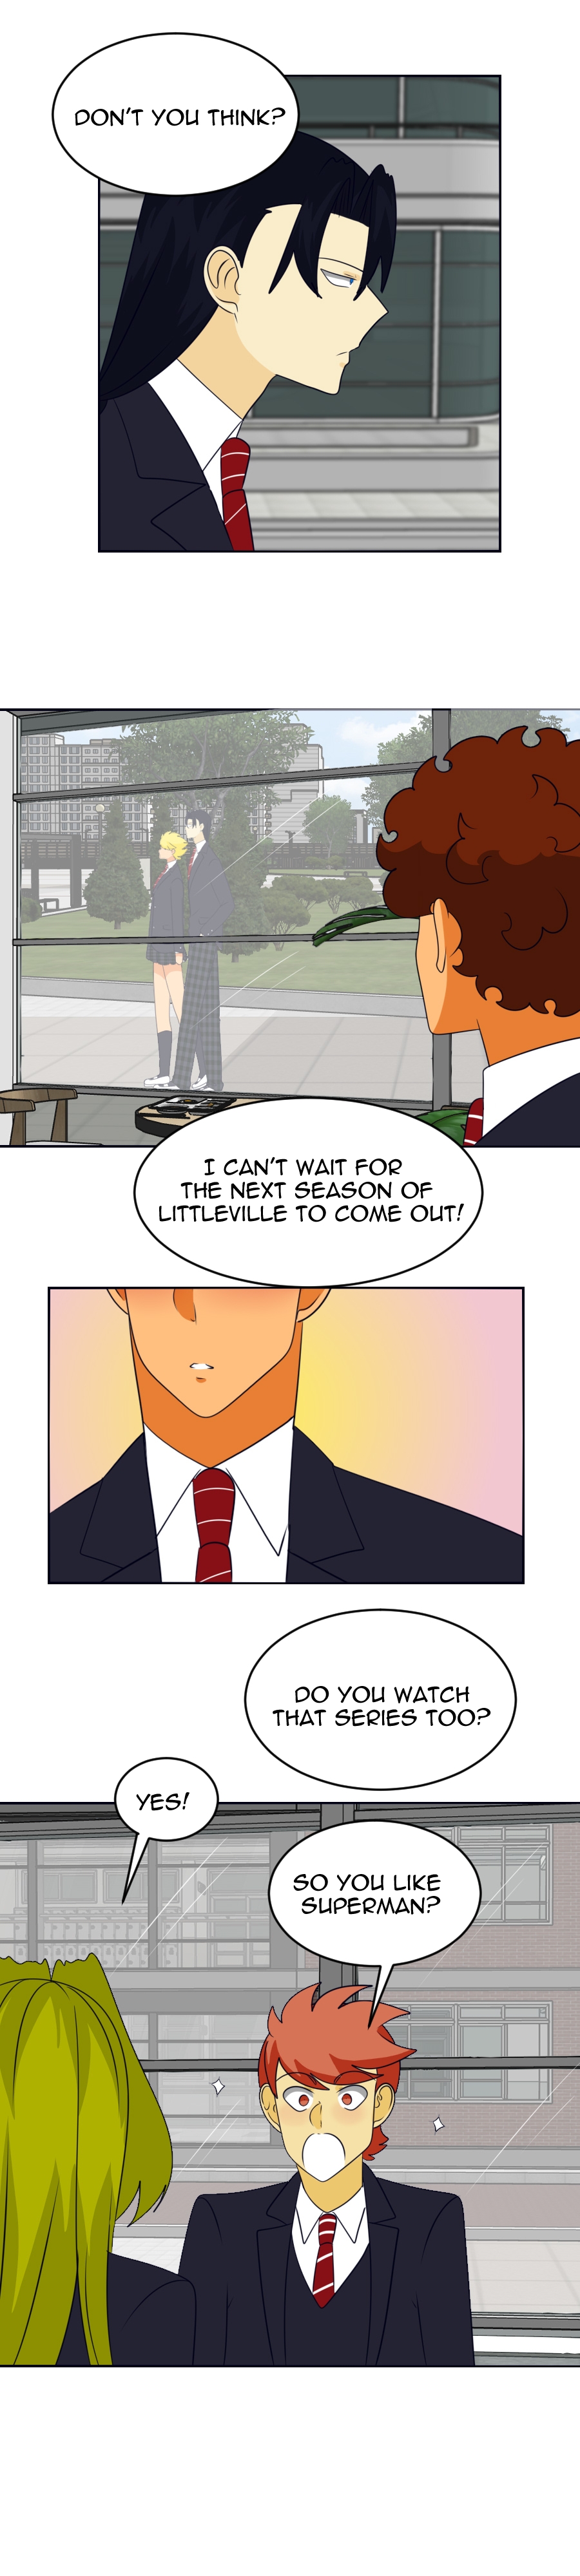 DON'T YOU THINK?
I CAN'T WAIT FOR
THE NEXT SEASON OF
LITTLEVILLE TO COME OUT!
DO YOU WATCH
THAT SERIES TOO?
YES!
SO YOU LIKE
SUPERMAN?